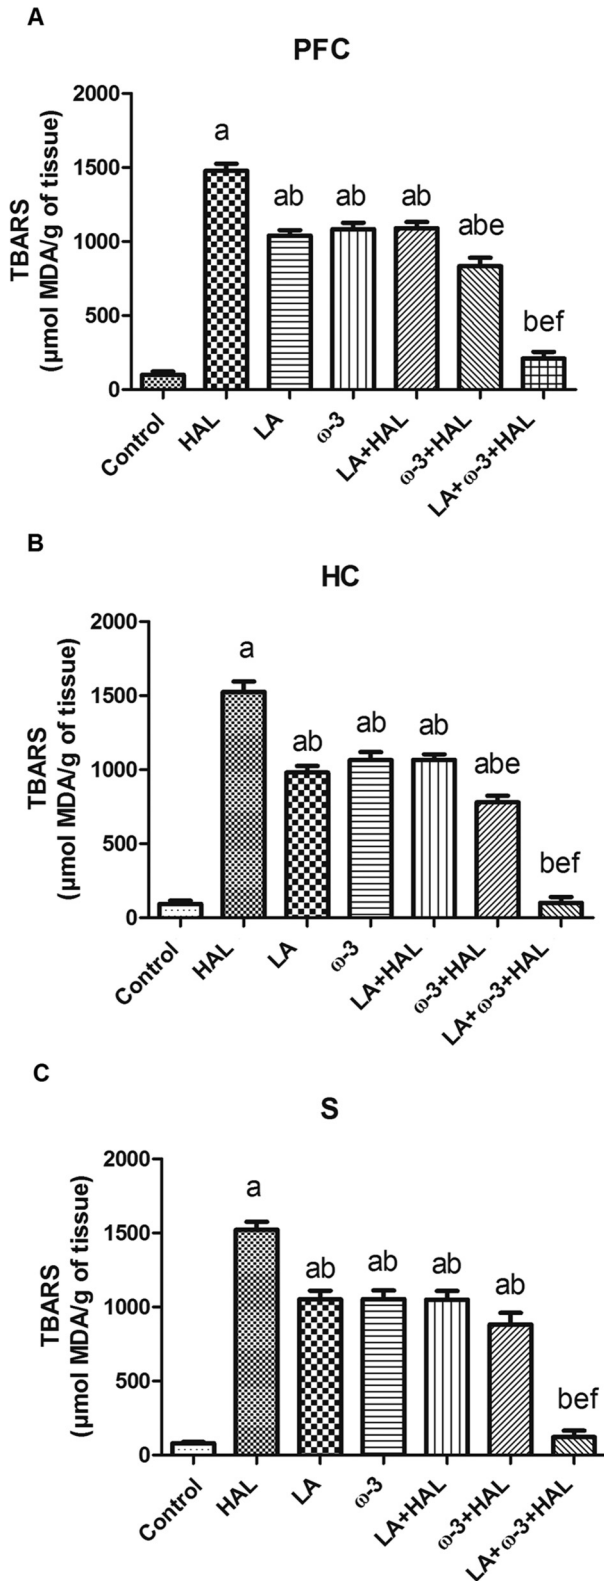 A
PFC
TBARS
(µmol MDA/g of tissue)
2000
1500
1000
500
0
a
ab
ab
ab
abe
bef
Control
HAL
LA
ω-3
LA+HAL
ω-3+HAL
LA+ω-3+HAL
B
HC
TBARS
(µmol MDA/g of tissue)
2000
1500
1000
500
0
a
ab
ab
ab
abe
bef
Control
HAL
LA
ω-3
LA+HAL
ω-3+HAL
LA+ω-3+HAL
C
S
TBARS
(µmol MDA/g of tissue)
2000
1500
1000
500
0
a
ab
ab
ab
ab
bef
Control
HAL
LA
ω-3
LA+HAL
ω-3+HAL
LA+ω-3+HAL